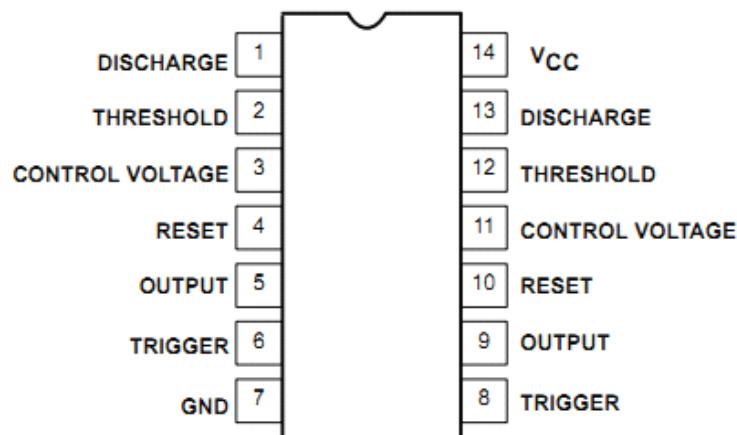 DISCHARGE 1 14 VCC
THRESHOLD 2 13 DISCHARGE
CONTROL VOLTAGE 3 12 THRESHOLD
RESET 4 11 CONTROL VOLTAGE
OUTPUT 5 10 RESET
TRIGGER 6 9 OUTPUT
GND 7 8 TRIGGER